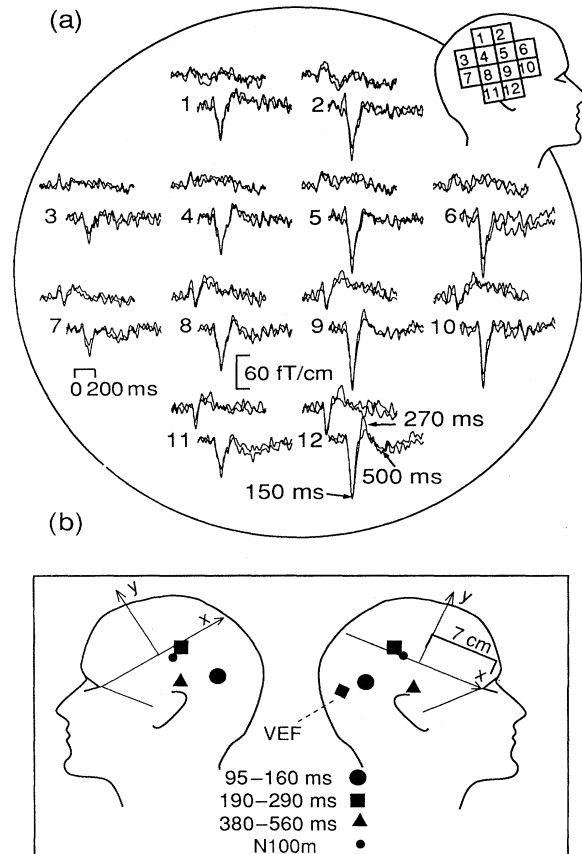 (a)
1 2
3 4 5 6
7 8 9 10
11 12
1 2
3 4 5 6
7 8 9 10
0 200 ms
60 fT/cm
11 12
270 ms
500 ms
150 ms
(b)
y x
y 7 cm x
VEF
95–160 ms
190–290 ms
380–560 ms
N100m